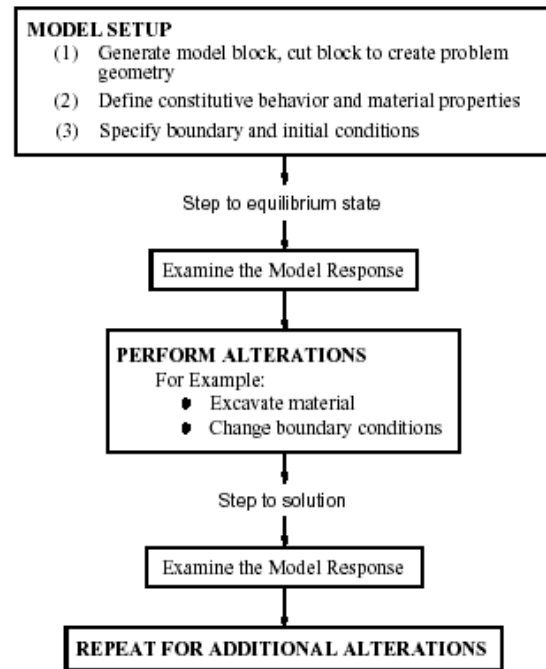 MODEL SETUP
(1) Generate model block, cut block to create problem
geometry
(2) Define constitutive behavior and material properties
(3) Specify boundary and initial conditions
Step to equilibrium state
Examine the Model Response
PERFORM ALTERATIONS
For Example:
● Excavate material
● Change boundary conditions
Step to solution
Examine the Model Response
REPEAT FOR ADDITIONAL ALTERATIONS